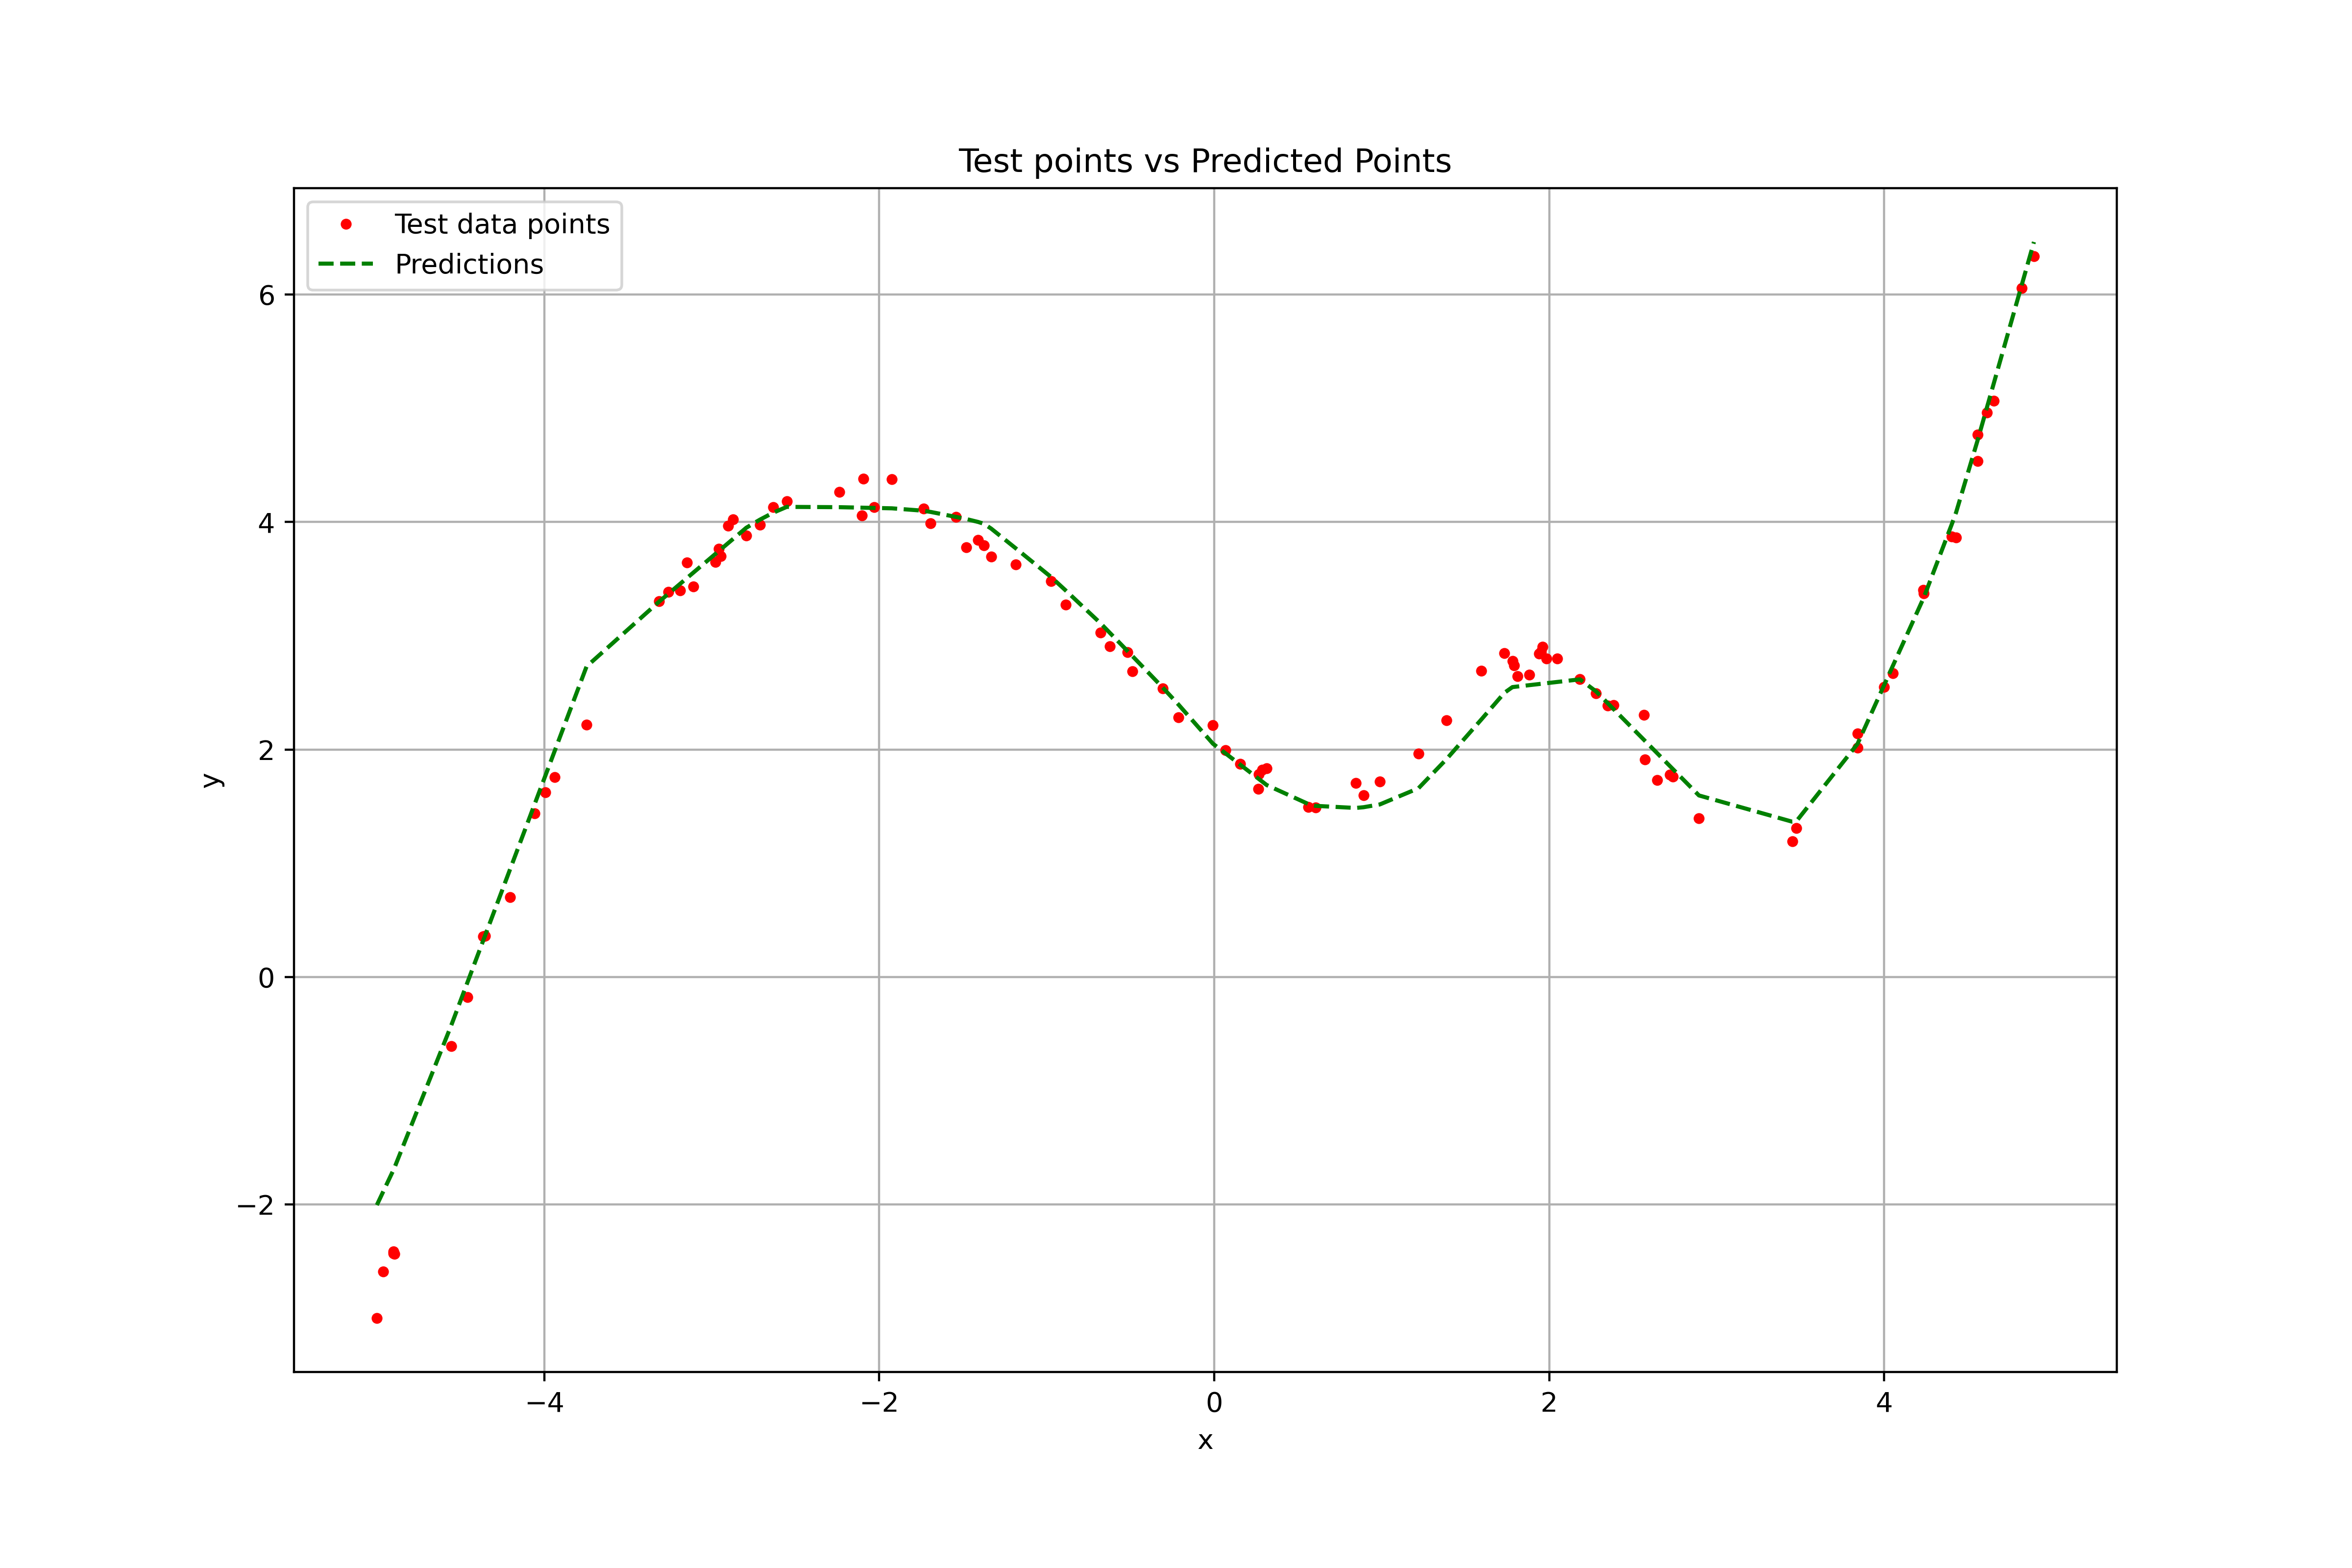 Test points vs Predicted Points
Test data points
Predictions
6
4
2
0
−2
y
−4 −2 0 2 4
x